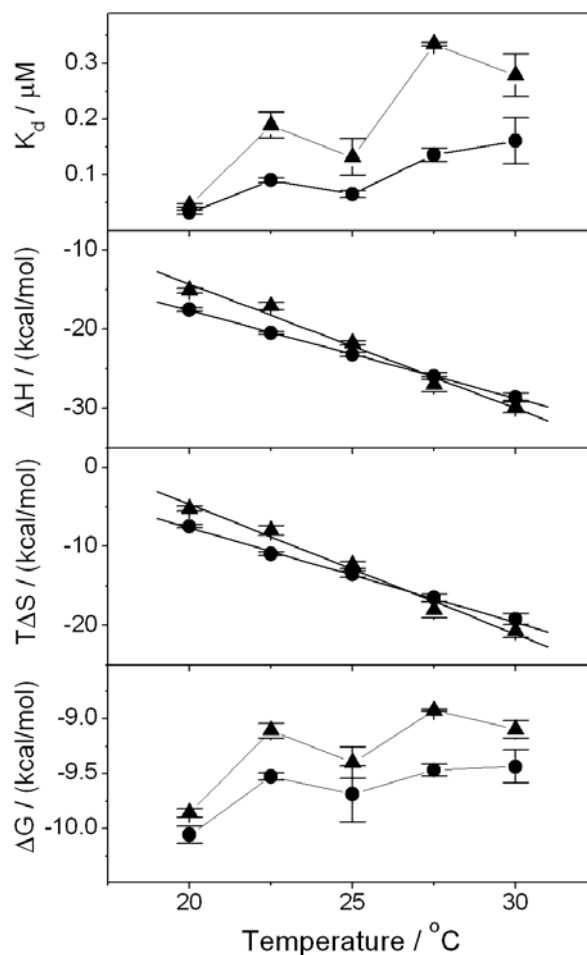 K_d / μM
0.3
0.2
0.1
ΔH / (kcal/mol)
-10
-20
-30
TΔS / (kcal/mol)
0
-10
-20
ΔG / (kcal/mol)
-9.0
-9.5
-10.0
20 25 30
Temperature / °C